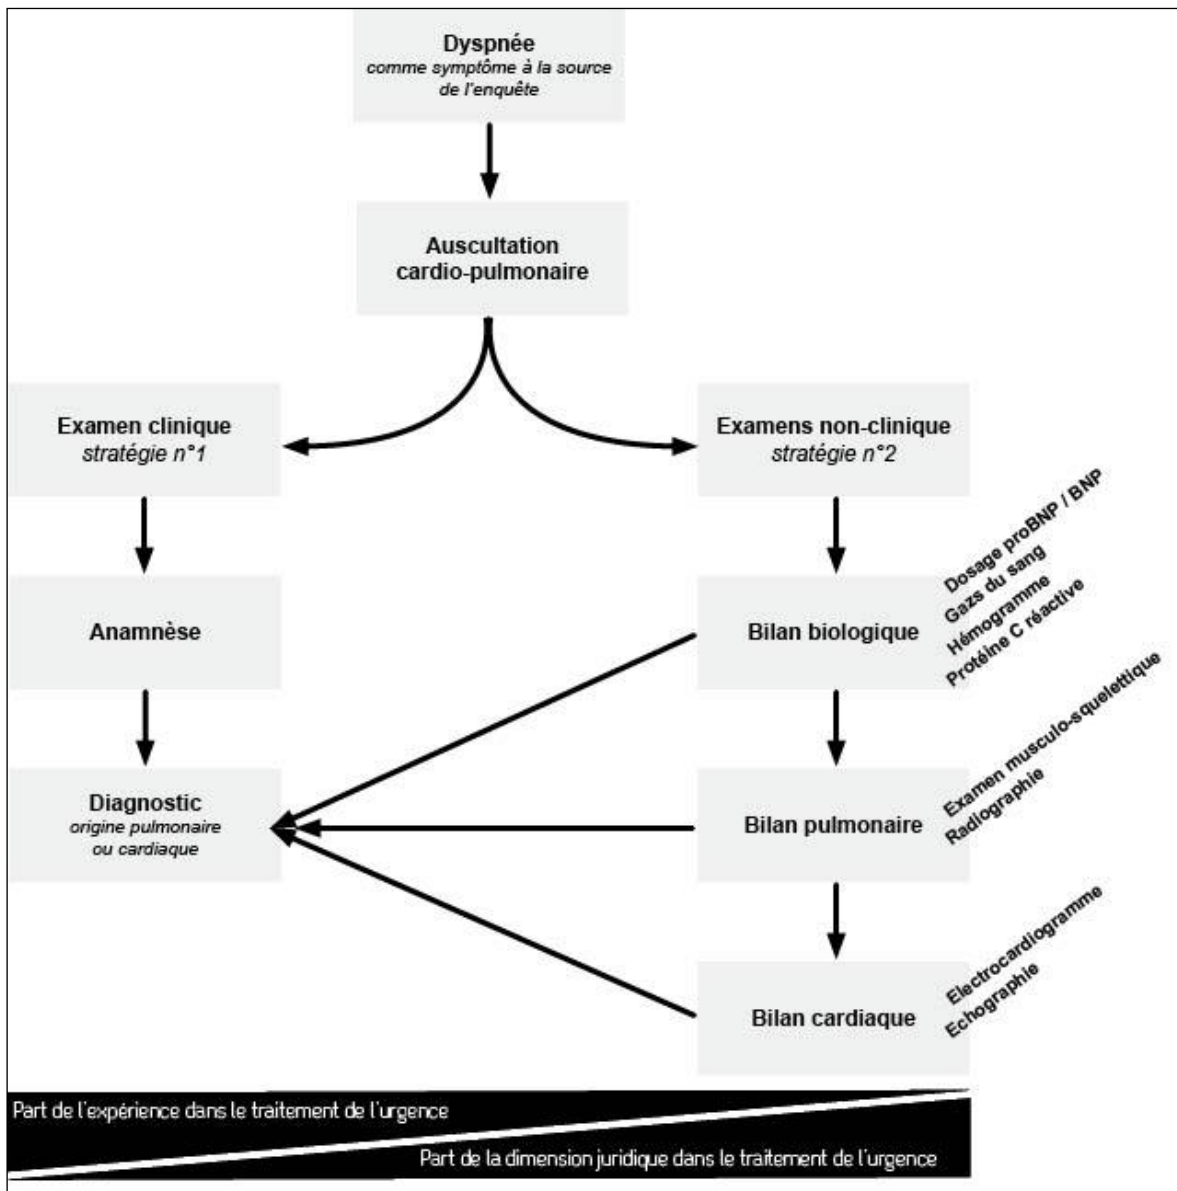 Dyspnée
comme symptôme à la source
de l'enquête
Auscultation
cardio-pulmonaire
Examen clinique
stratégie n°1
Examens non-clinique
stratégie n°2
Anamnèse
Bilan biologique
Dosage proBNP / BNP
Gazs du sang
Hémogramme
Protéine C réactive
Diagnostic
origine pulmonaire
ou cardiaque
Bilan pulmonaire
Examen musculo-squelettique
Radiographie
Bilan cardiaque
Electrocardiogramme
Echographie
Part de l'expérience dans le traitement de l'urgence
Part de la dimension juridique dans le traitement de l'urgence